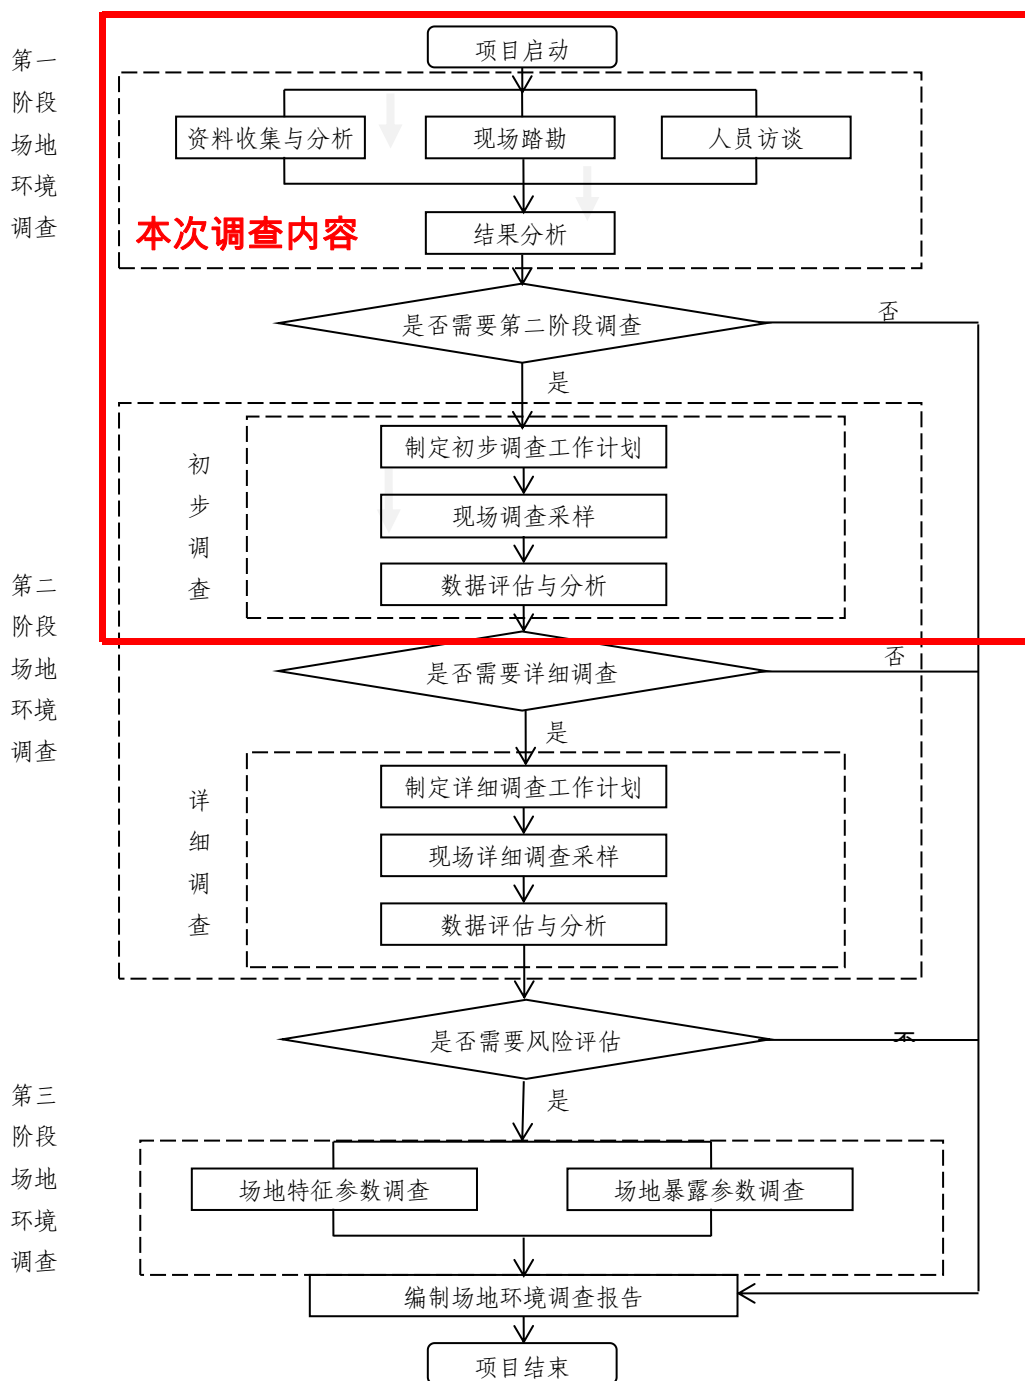 项目启动
第一
阶段
场地
环境
调查
资料收集与分析
现场踏勘
人员访谈
本次调查内容
结果分析
是否需要第二阶段调查
否
是
第二
阶段
场地
环境
调查
初
步
调
查
制定初步调查工作计划
现场调查采样
数据评估与分析
是否需要详细调查
否
是
详
细
调
查
制定详细调查工作计划
现场详细调查采样
数据评估与分析
是否需要风险评估
是
第三
阶段
场地
环境
调查
场地特征参数调查
场地暴露参数调查
编制场地环境调查报告
项目结束